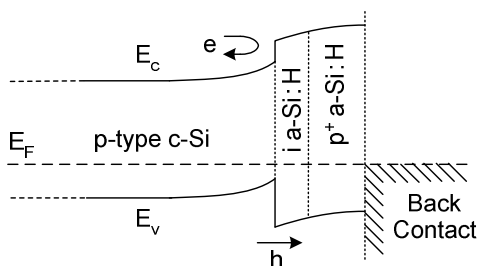 e
E_C
i a-Si:H
p⁺ a-Si:H
E_F
p-type c-Si
E_V
Back
Contact
h